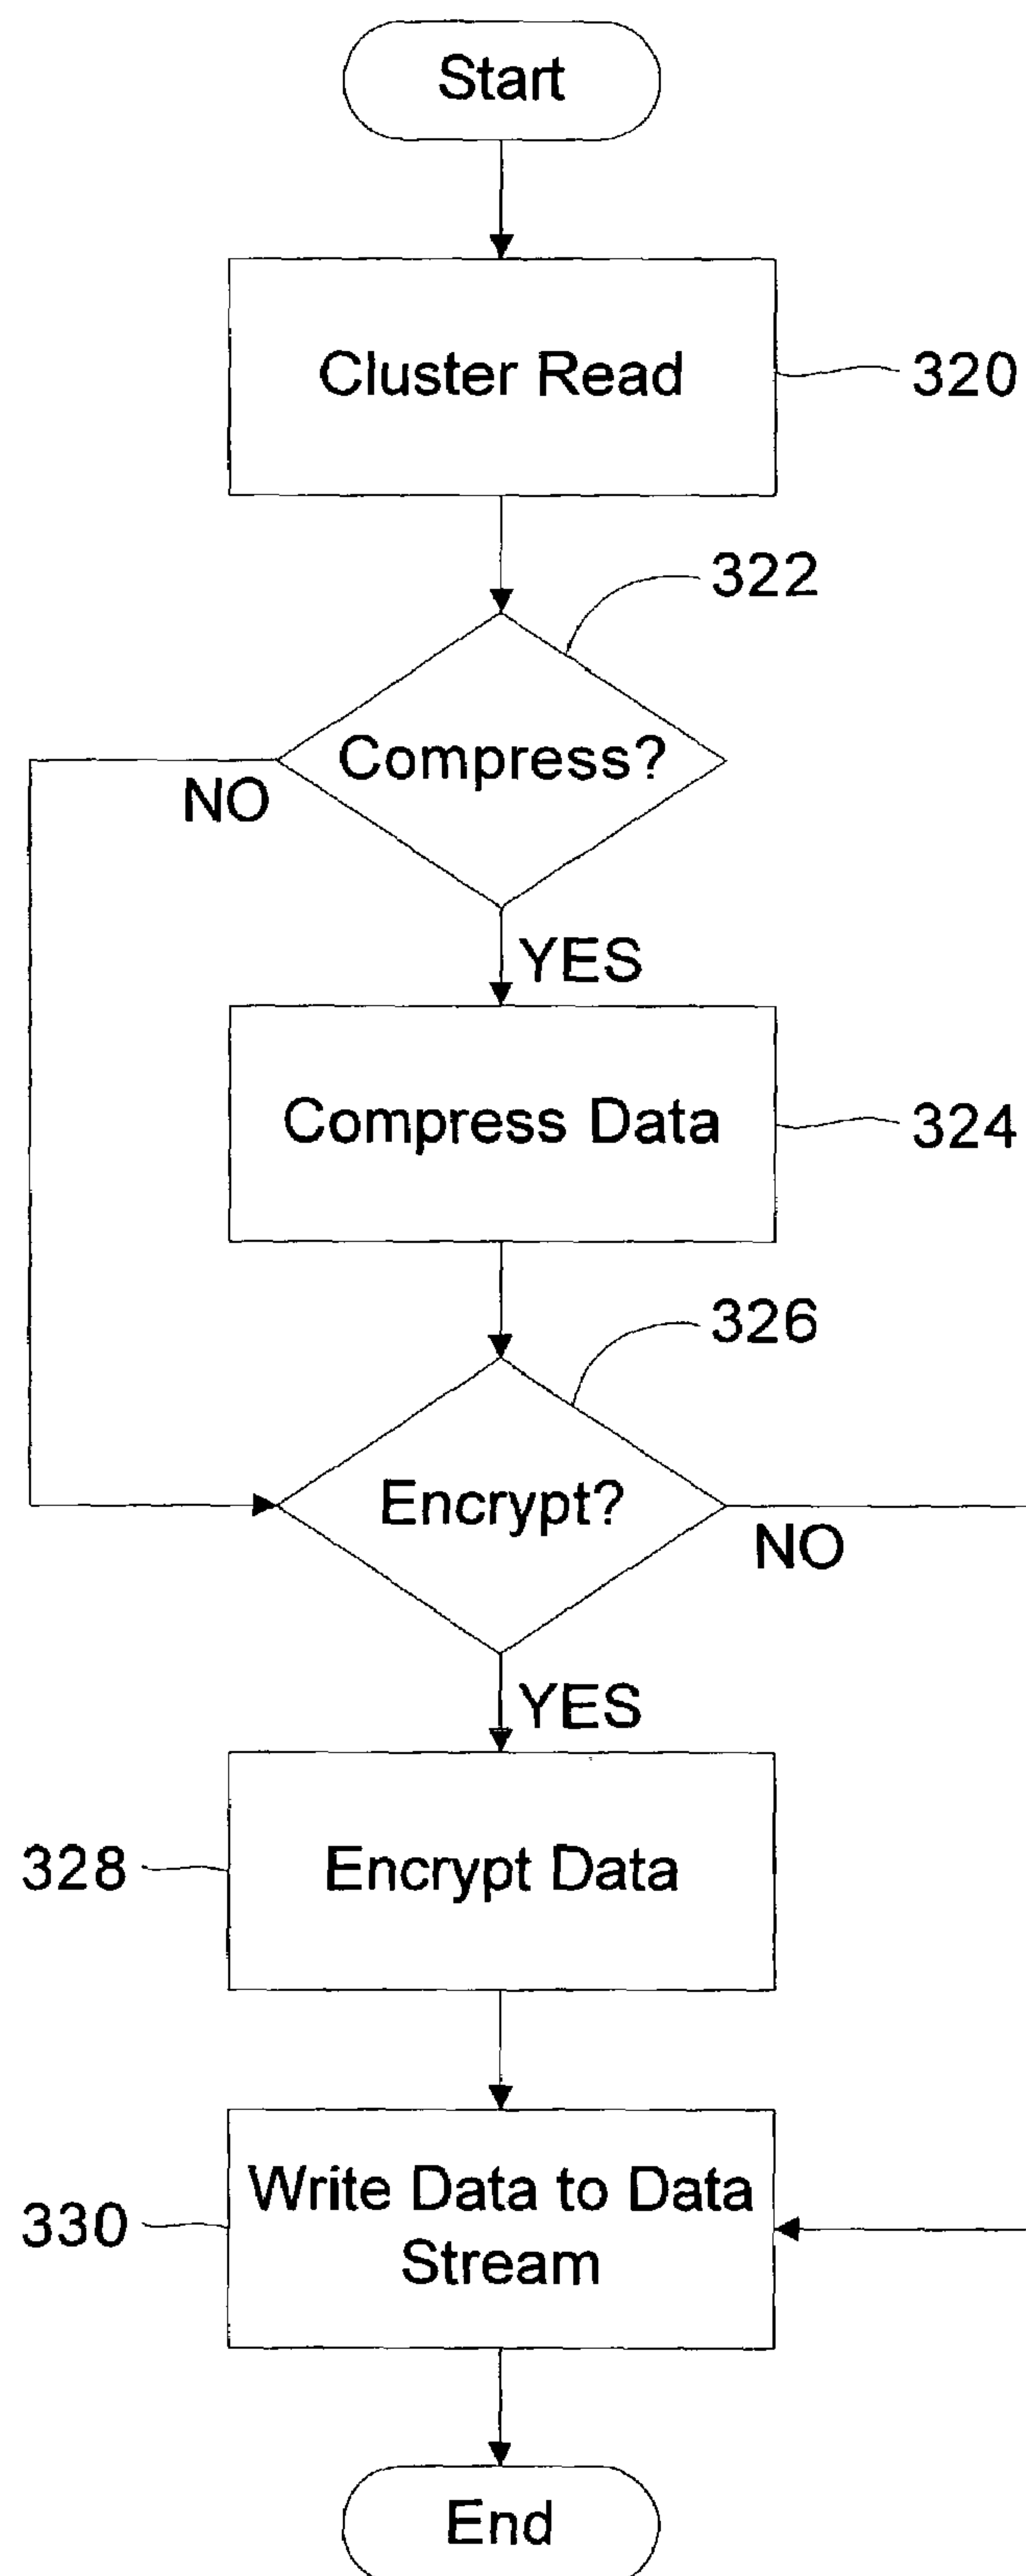 Start
Cluster Read
320
322
Compress?
NO
YES
Compress Data
324
326
Encrypt?
NO
YES
328
Encrypt Data
330
Write Data to Data
Stream
End